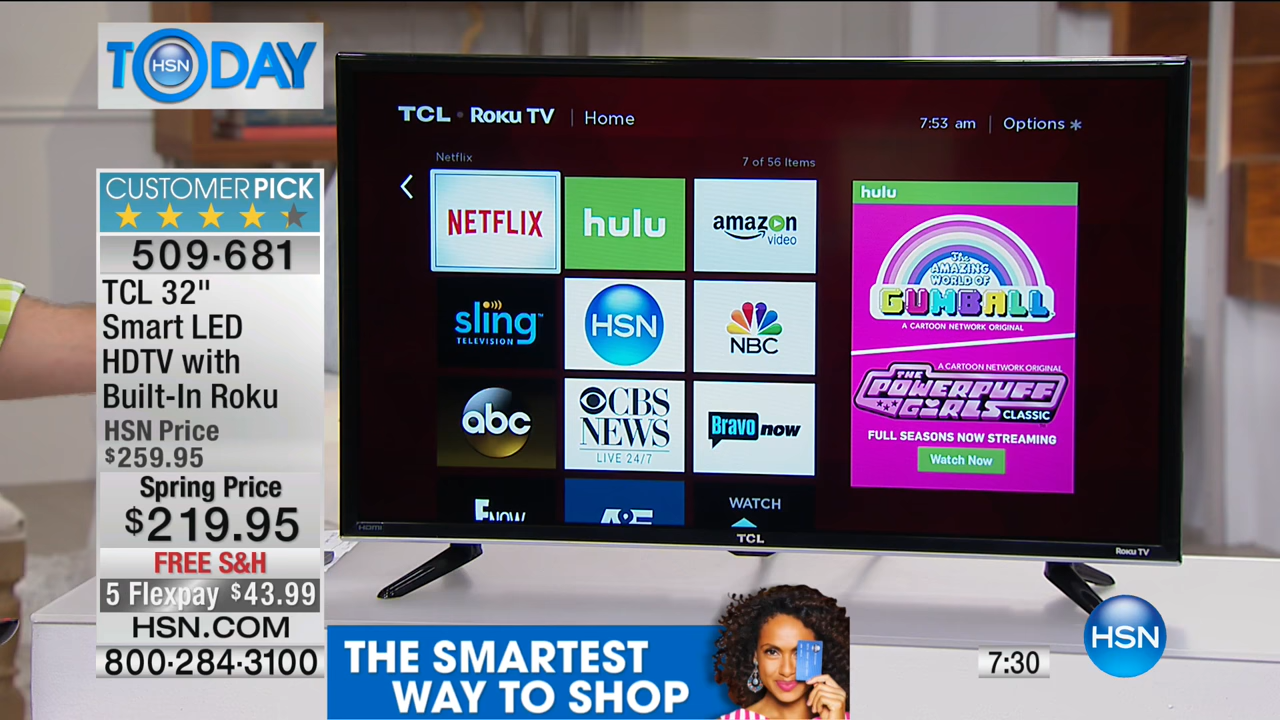 TODAY
HSN
CUSTOMER PICK
509-681
TCL 32"
Smart LED
HDTV with
Built-In Roku
HSN Price
$259.95
Spring Price
$219.95
FREE S&H
5 Flexpay $43.99
HSN.COM
800-284-3100
TCL • Roku TV | Home
7:53 am | Options *
Netflix
7 of 56 Items
NETFLIX
hulu
amazon
video
sling
TELEVISION
HSN
NBC
abc
CBS
NEWS
LIVE 24/7
Bravo now
E! NOW
A&E
WATCH
hulu
The
AMAZING
WORLD OF
GUMBALL
A CARTOON NETWORK ORIGINAL
A CARTOON NETWORK ORIGINAL
THE
POWERPUFF
GIRLS
CLASSIC
FULL SEASONS NOW STREAMING
Watch Now
HDMI
TCL
Roku TV
THE SMARTEST
WAY TO SHOP
7:30
HSN